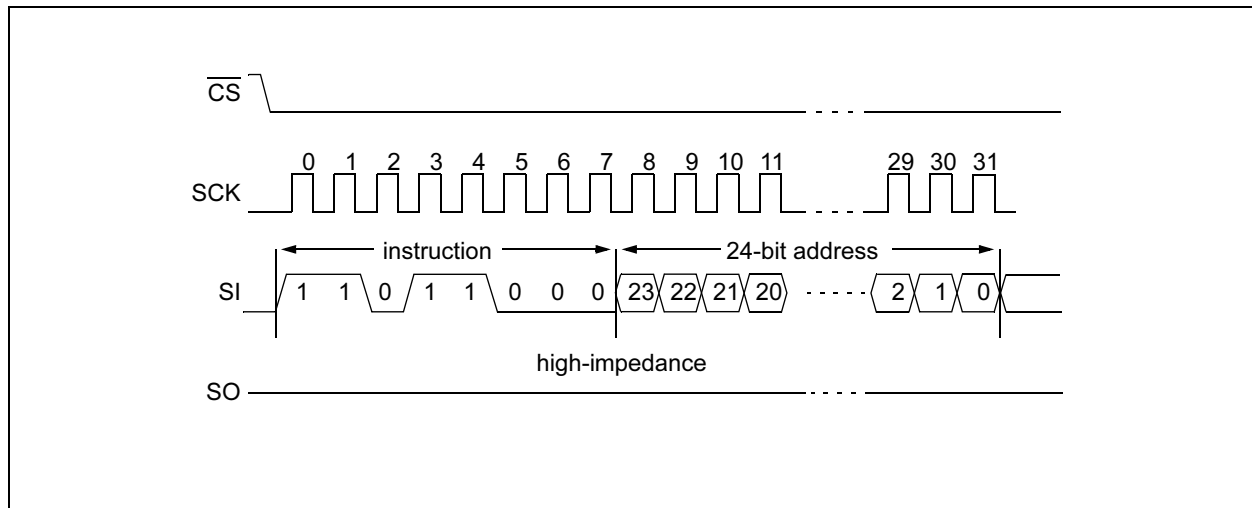 CS
0 1 2 3 4 5 6 7 8 9 10 11 29 30 31
SCK
instruction 24-bit address
SI 1 1 0 1 1 0 0 0 23 22 21 20 2 1 0
high-impedance
SO